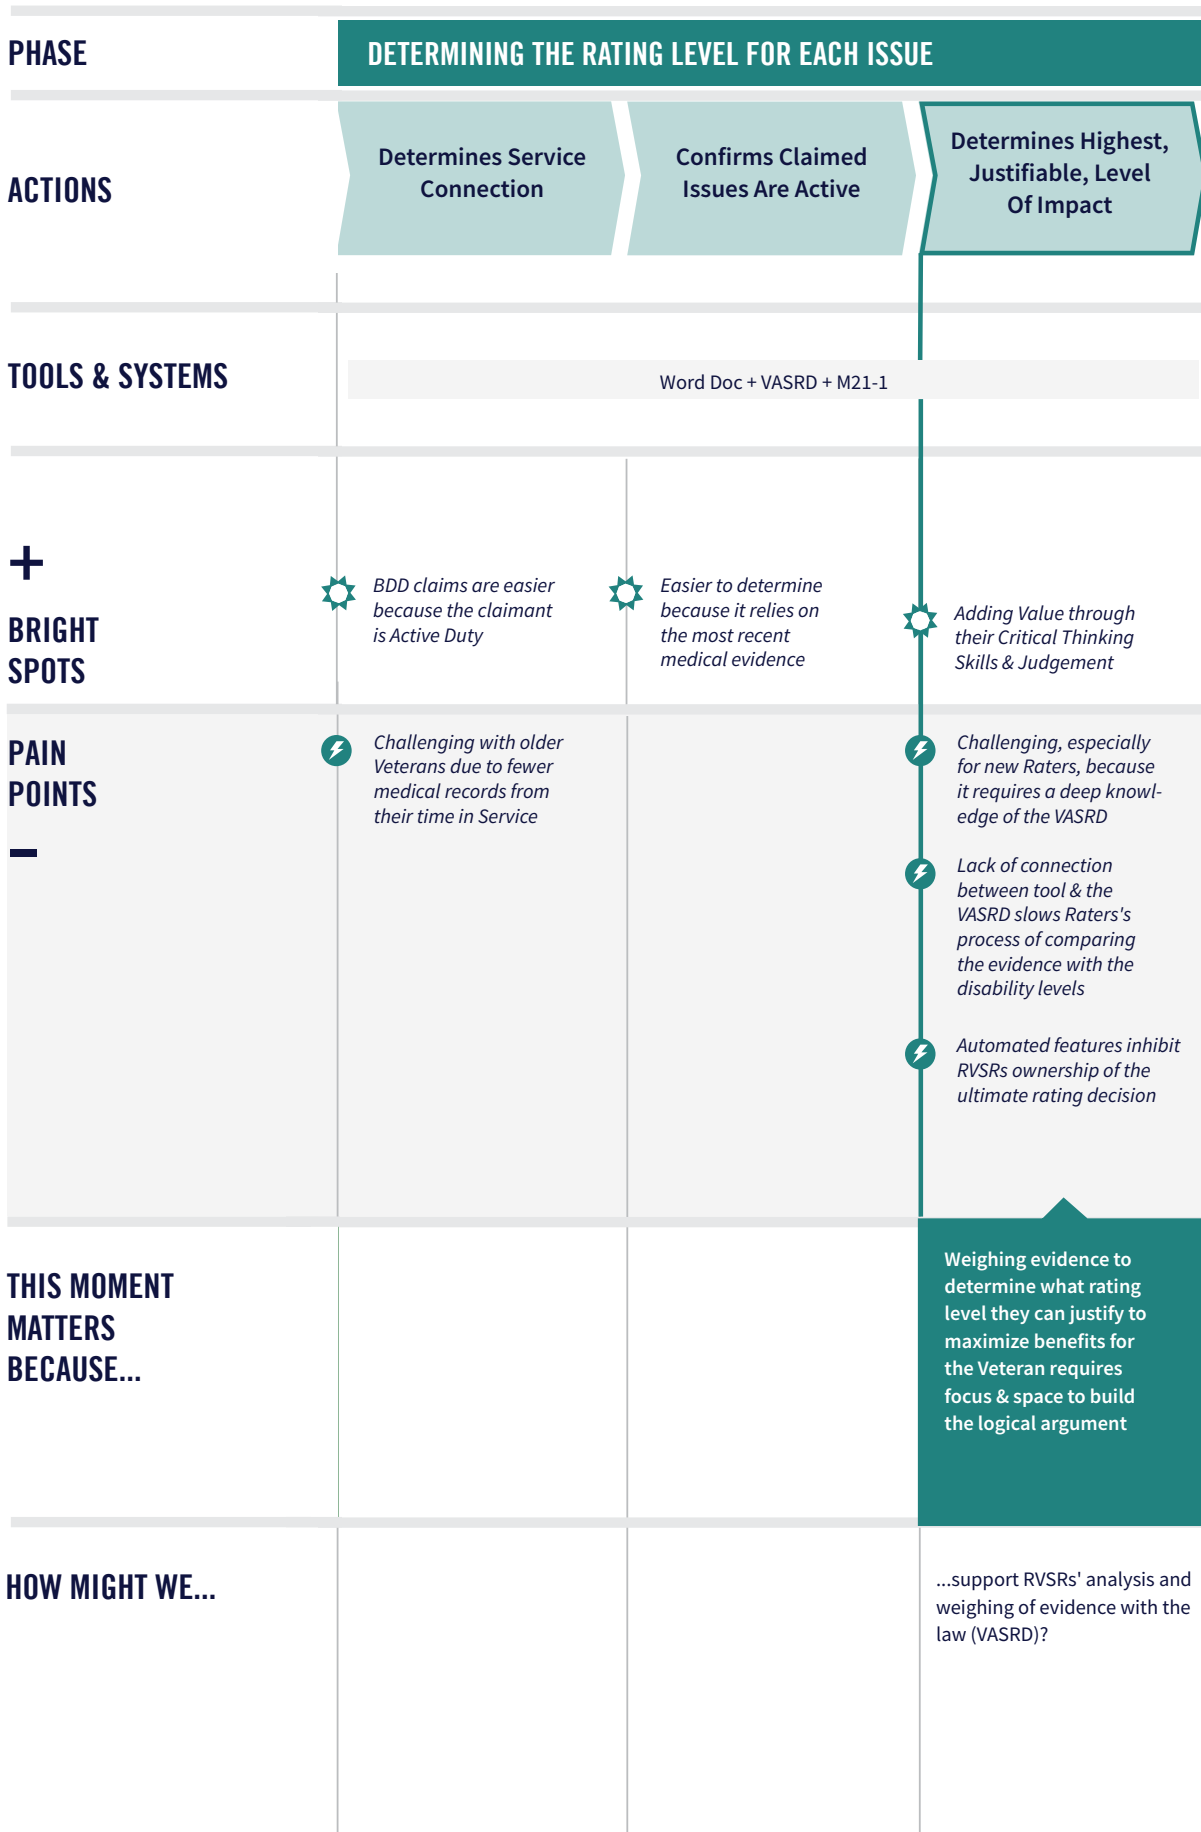 PHASE
DETERMINING THE RATING LEVEL FOR EACH ISSUE
ACTIONS
Determines Service
Connection
Confirms Claimed
Issues Are Active
Determines Highest,
Justifiable, Level
Of Impact
TOOLS & SYSTEMS
Word Doc + VASRD + M21-1
+
BRIGHT
SPOTS
BDD claims are easier
because the claimant
is Active Duty
Easier to determine
because it relies on
the most recent
medical evidence
Adding Value through
their Critical Thinking
Skills & Judgement
PAIN
POINTS
–
Challenging with older
Veterans due to fewer
medical records from
their time in Service
Challenging, especially
for new Raters, because
it requires a deep knowl-
edge of the VASRD
Lack of connection
between tool & the
VASRD slows Raters's
process of comparing
the evidence with the
disability levels
Automated features inhibit
RVSRs ownership of the
ultimate rating decision
THIS MOMENT
MATTERS
BECAUSE...
Weighing evidence to
determine what rating
level they can justify to
maximize benefits for
the Veteran requires
focus & space to build
the logical argument
HOW MIGHT WE...
...support RVSRs' analysis and
weighing of evidence with the
law (VASRD)?